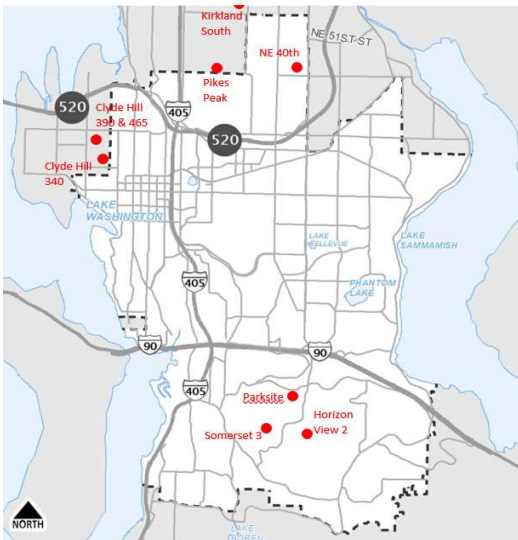 Kirkland
South
NE 51ST ST
NE 40th
Pikes
Peak
520
Clyde Hill
390 & 465
405
520
Clyde Hill
340
LAKE
WASHINGTON
LAKE
BELLEVUE
LAKE
SAMMAMISH
405
PHANTOM
LAKE
90
90
405
Parksite
Horizon
View 2
Somerset 3
NORTH
LAKE
BOREN